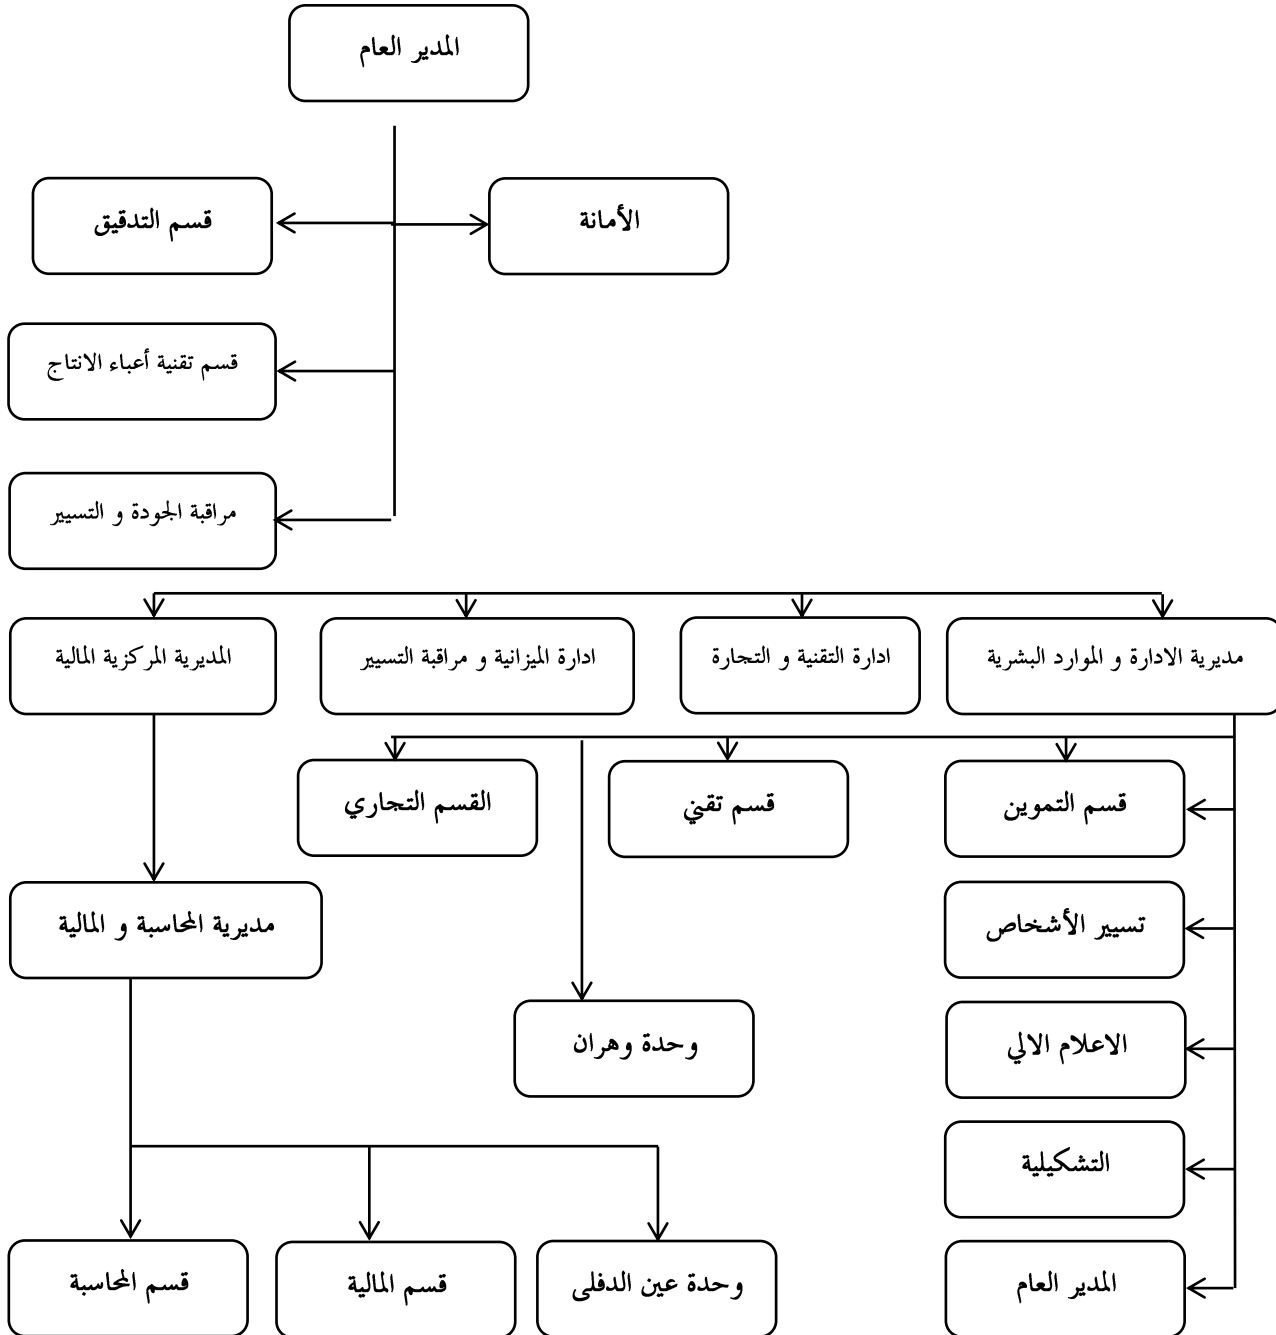 المدير العام
الأمانة
قسم التدقيق
قسم تقنية أعباء الانتاج
مراقبة الجودة و التسيير
مديرية الادارة و الموارد البشرية
ادارة التقنية و التجارة
ادارة الميزانية و مراقبة التسيير
المديرية المركزية المالية
قسم التموين
قسم تقني
القسم التجاري
تسيير الأشخاص
مديرية المحاسبة و المالية
الاعلام الالي
وحدة وهران
التشكيلية
المدير العام
وحدة عين الدفلى
قسم المالية
قسم المحاسبة